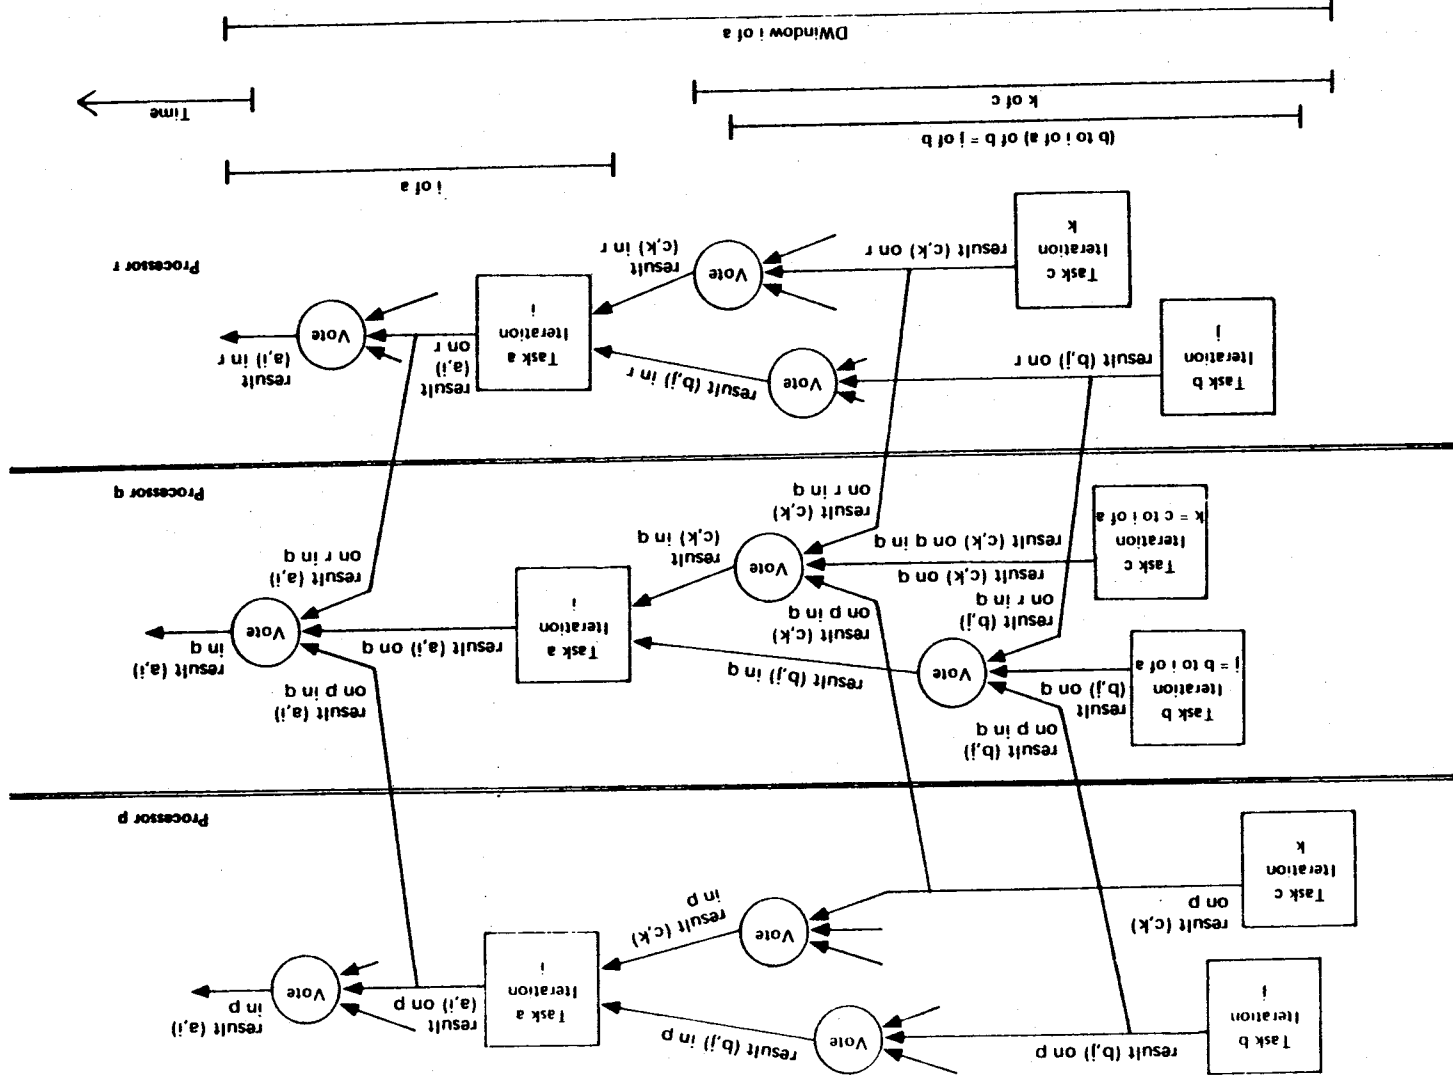 Task b
Iteration
j
result (b,j) on p
Vote
result (b,j) in p
Task a
Iteration
i
result
(a,i) on p
Vote
result (a,i)
in p
Task c
Iteration
k
result (c,k)
on p
Vote
result (c,k)
in p
Processor p
Task b
Iteration
j = b to i of a
result
(b,j) on q
result (b,j)
on p in q
Vote
result (b,j)
on r in q
result (b,j) in q
Task a
Iteration
i
result (a,i) on q
result (a,i)
on p in q
Vote
result (a,i)
in q
result (a,i)
on r in q
Task c
Iteration
k = c to i of a
result (c,k) on q
result (c,k) on q in q
result (c,k)
on p in q
Vote
result (c,k)
on r in q
result
(c,k) in q
Processor q
Task b
Iteration
j
result (b,j) on r
Vote
result (b,j) in r
Task a
Iteration
i
result
(a,i)
on r
Vote
result
(a,i) in r
Task c
Iteration
k
result (c,k) on r
Vote
result
(c,k) in r
Processor r
i of a
(b to i of a) of b = j of b
k of c
Time
DWindow i of a